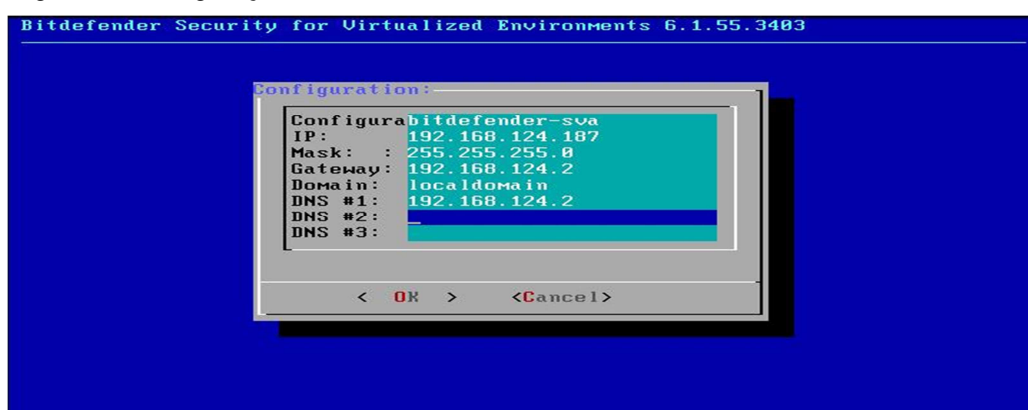 Bitdefender Security for Virtualized Environments 6.1.55.3403
Configuration:
Configurabitdefender-sva
IP: 192.168.124.187
Mask: : 255.255.255.0
Gateway: 192.168.124.2
Domain: localdomain
DNS #1: 192.168.124.2
DNS #2: _
DNS #3:
< OK > <Cancel>